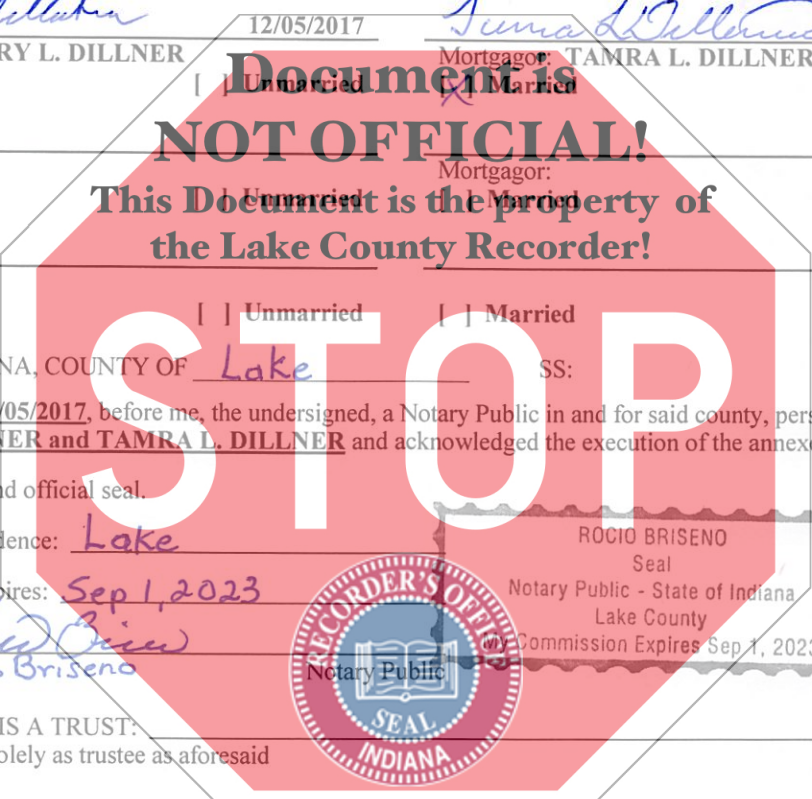 12/05/2017
RY L. DILLNER
Mortgagor: TAMRA L. DILLNER
[ ] Unmarried [X] Married
Document is
NOT OFFICIAL!
Mortgagor:
[ ] Unmarried [ ] Married
This Document is the property of
the Lake County Recorder!
[ ] Unmarried [ ] Married
STOP
NA, COUNTY OF Lake SS:
/05/2017, before me, the undersigned, a Notary Public in and for said county, pers
NER and TAMRA L. DILLNER and acknowledged the execution of the annexe
nd official seal.
dence: Lake
ires: Sep 1, 2023
Briseno
Notary Public
ROCIO BRISENO
Seal
Notary Public - State of Indiana
Lake County
My Commission Expires Sep 1, 2023
RECORDER'S OFFICE
SEAL
INDIANA
IS A TRUST:
olely as trustee as aforesaid